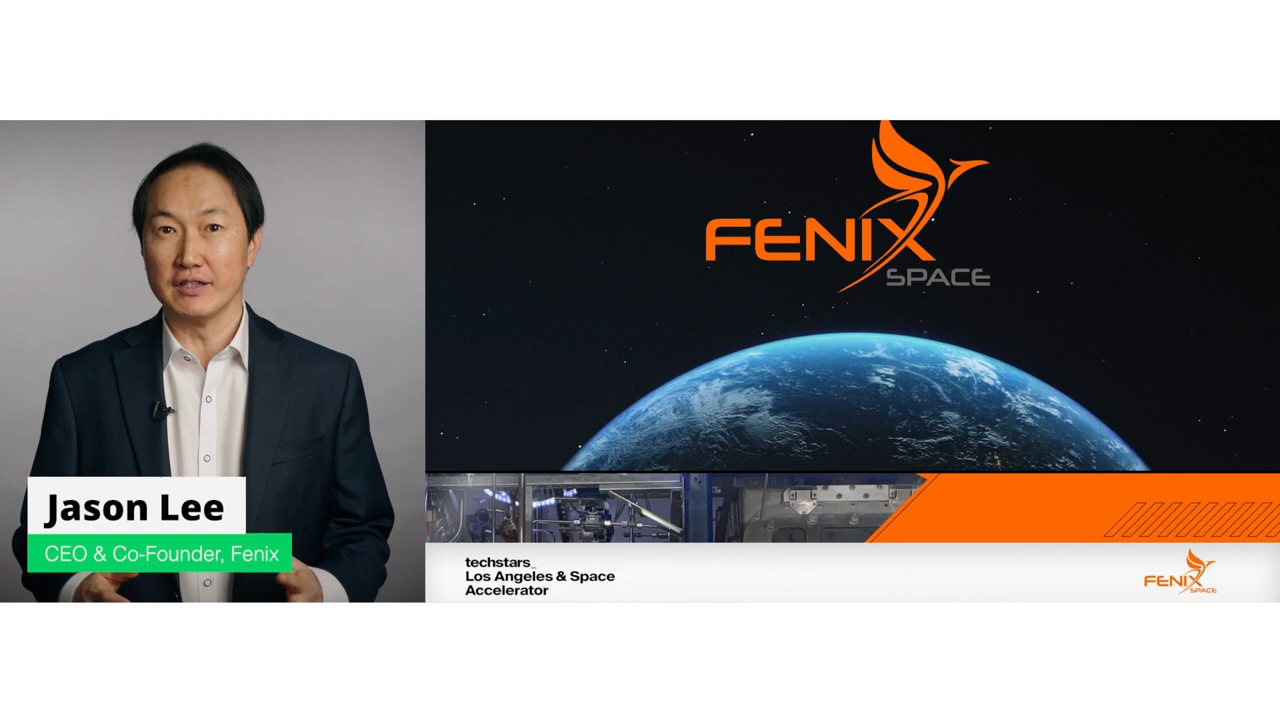 Jason Lee
CEO & Co-Founder, Fenix
FENIX
SPACE
techstars_
Los Angeles & Space
Accelerator
FENIX
SPACE